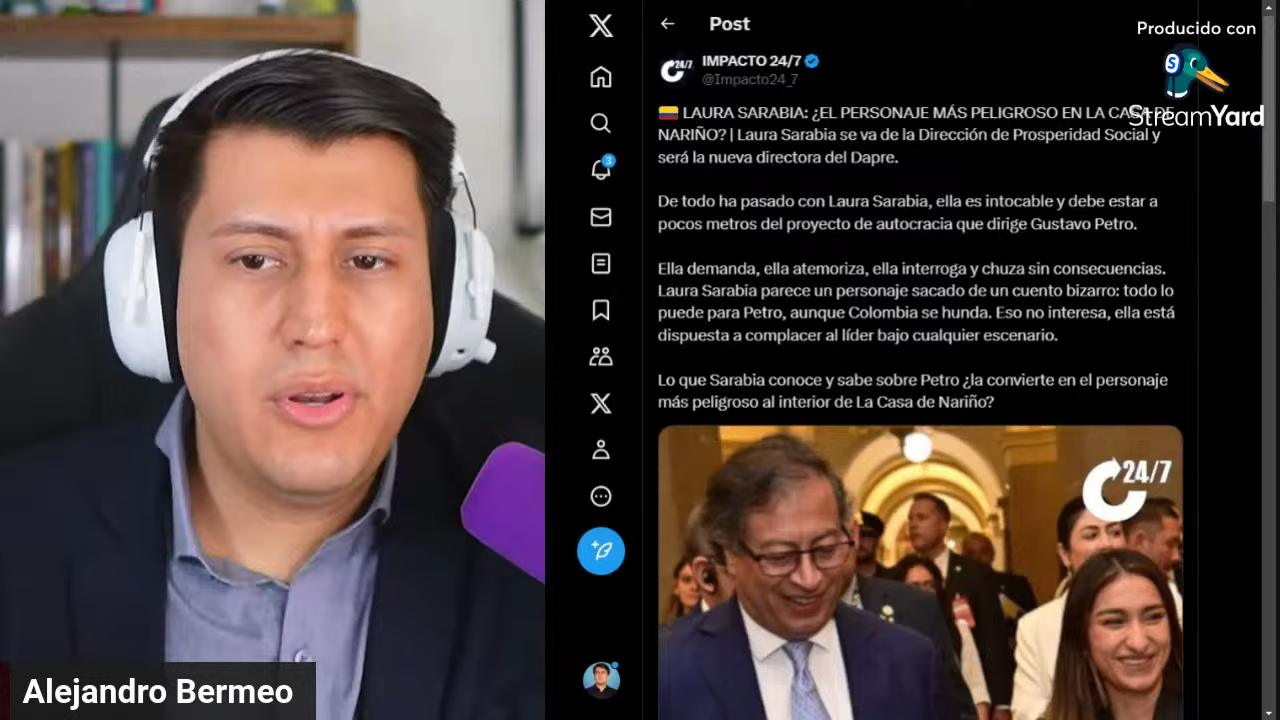 Post
IMPACTO 24/7
@Impacto24_7
LAURA SARABIA: ¿EL PERSONAJE MÁS PELIGROSO EN LA CASA DE
NARIÑO? | Laura Sarabia se va de la Dirección de Prosperidad Social y
será la nueva directora del Dapre.
De todo ha pasado con Laura Sarabia, ella es intocable y debe estar a
pocos metros del proyecto de autocracia que dirige Gustavo Petro.
Ella demanda, ella atemoriza, ella interroga y chuza sin consecuencias.
Laura Sarabia parece un personaje sacado de un cuento bizarro: todo lo
puede para Petro, aunque Colombia se hunda. Eso no interesa, ella está
dispuesta a complacer al líder bajo cualquier escenario.
Lo que Sarabia conoce y sabe sobre Petro ¿la convierte en el personaje
más peligroso al interior de La Casa de Nariño?
24/7
24/7
3
Producido con
S
StreamYard
Alejandro Bermeo